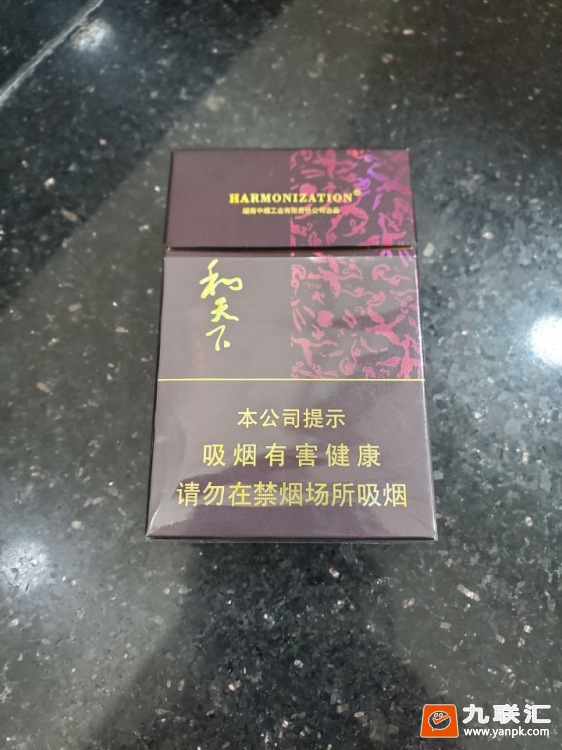 HARMONIZATION®
湖南中烟工业有限责任公司出品
和天下
本公司提示
吸烟有害健康
请勿在禁烟场所吸烟
九联汇
www.yanpk.com